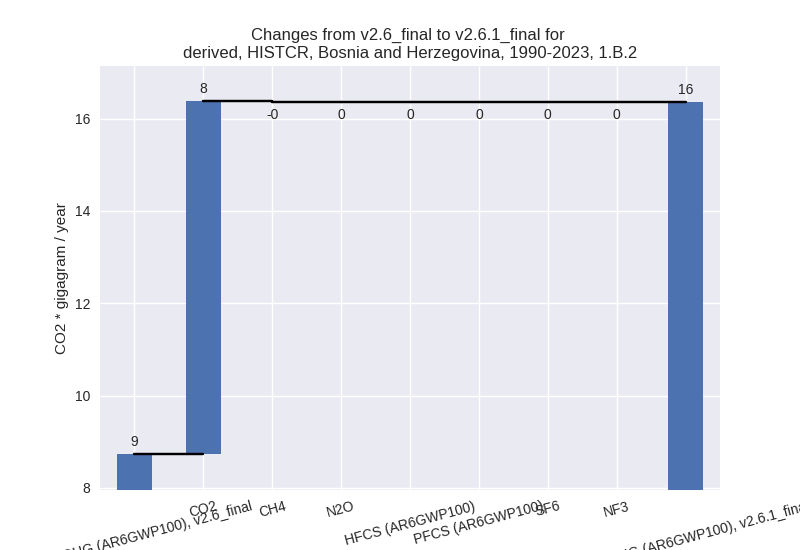 Changes from v2.6_final to v2.6.1_final for
derived, HISTCR, Bosnia and Herzegovina, 1990-2023, 1.B.2
CO2 * gigagram / year
16
14
12
10
8
9
8
-0
0
0
0
0
0
16
(AR6GWP100), v2.6_final
CO2
CH4
N2O
HFCS (AR6GWP100)
PFCS (AR6GWP100)
SF6
NF3
(AR6GWP100), v2.6.1_final